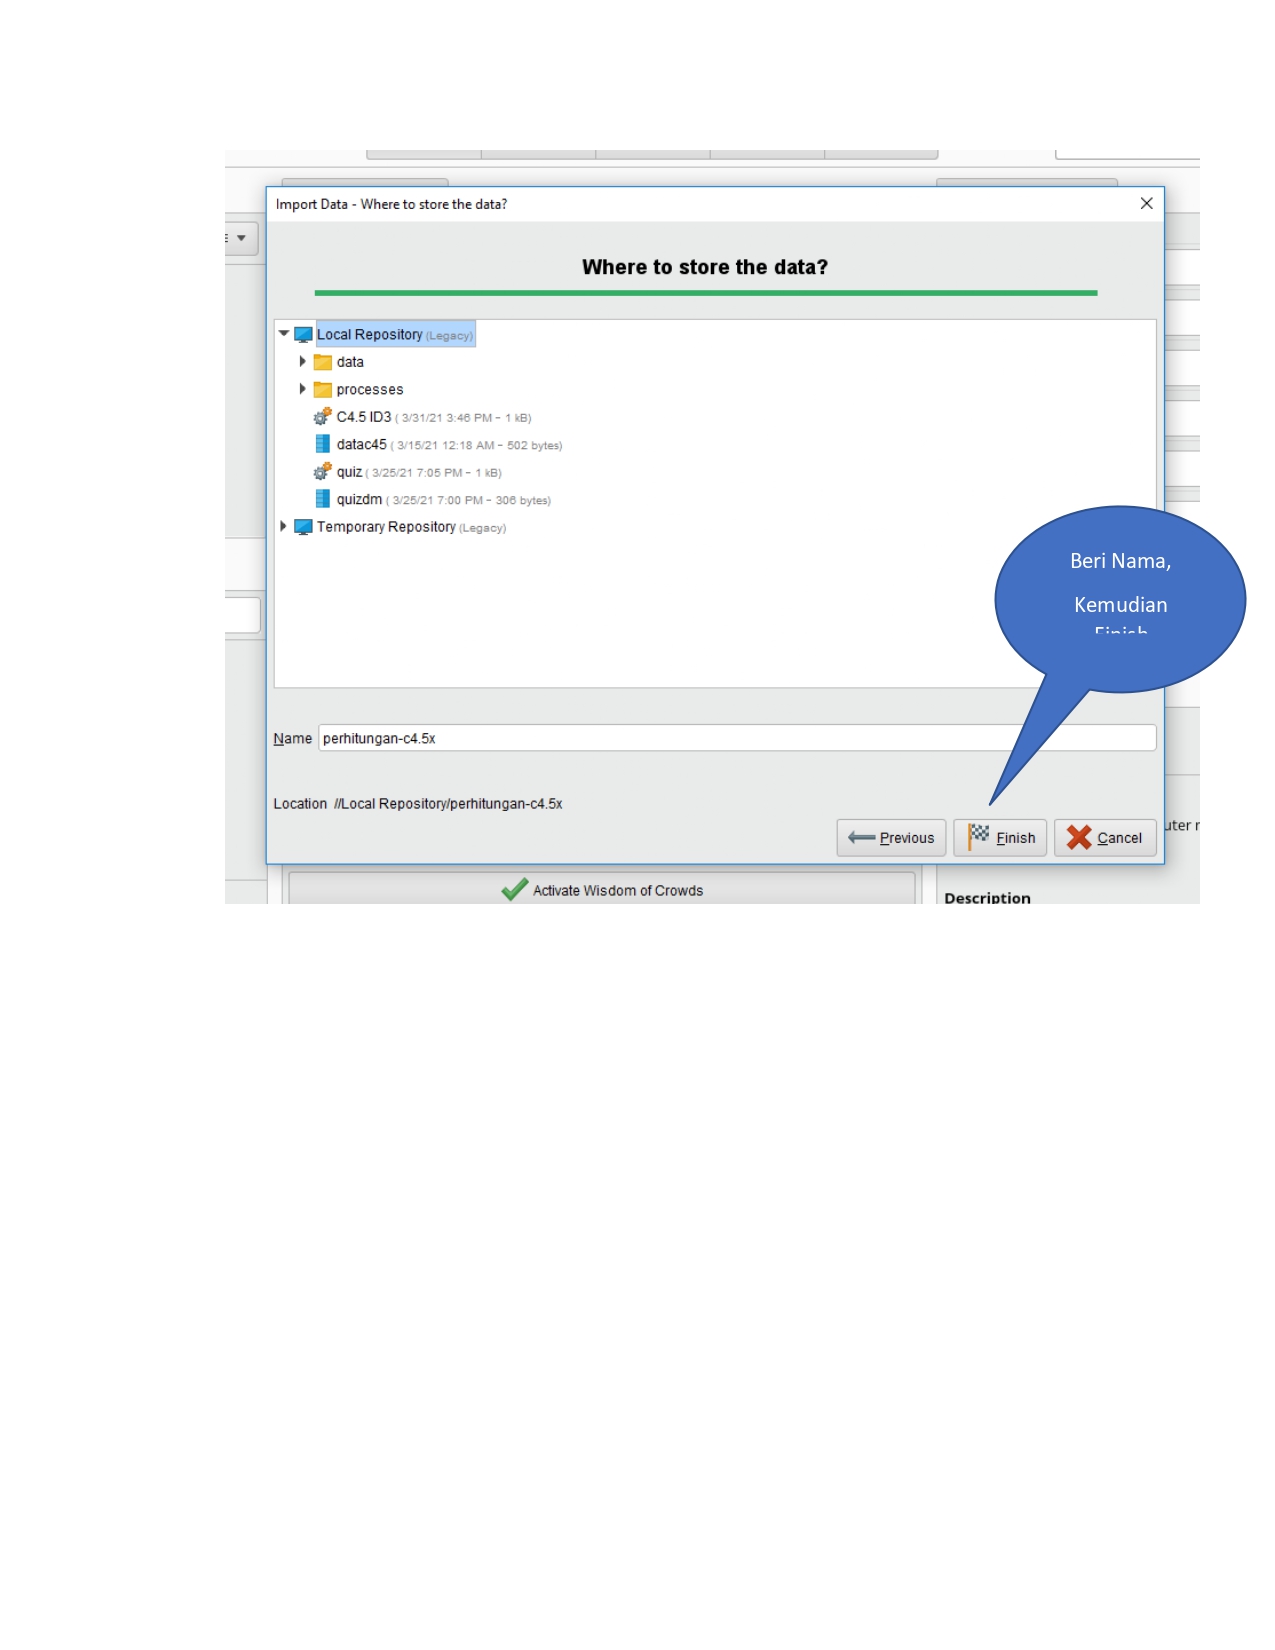 Import Data - Where to store the data?
Where to store the data?
Local Repository (Legacy)
data
processes
C4.5 ID3 ( 3/31/21 3:46 PM – 1 kB)
datac45 ( 3/15/21 12:18 AM – 502 bytes)
quiz ( 3/25/21 7:05 PM – 1 kB)
quizdm ( 3/25/21 7:00 PM – 306 bytes)
Temporary Repository (Legacy)
Beri Nama,
Kemudian
Finish
Name perhitungan-c4.5x
Location //Local Repository/perhitungan-c4.5x
Previous Finish Cancel
Activate Wisdom of Crowds
Description